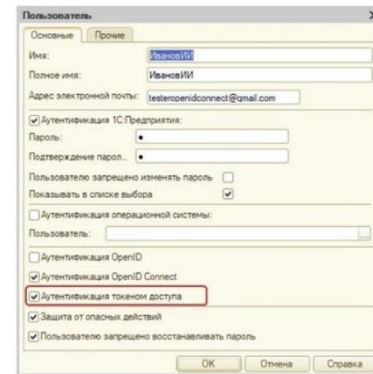 Пользователь
Основные Прочие
Имя: ИвановИИ
Полное имя: ИвановИИ
Адрес электронной почты: testeropenidconnect@gmail.com
Аутентификация 1С:Предприятия:
Пароль: •
Подтверждение парол... •
Пользователю запрещено изменять пароль
Показывать в списке выбора
Аутентификация операционной системы:
Пользователь: ...
Аутентификация OpenID
Аутентификация OpenID Connect
Аутентификация токеном доступа
Защита от опасных действий
Пользователю запрещено восстанавливать пароль
OK Отмена Справка